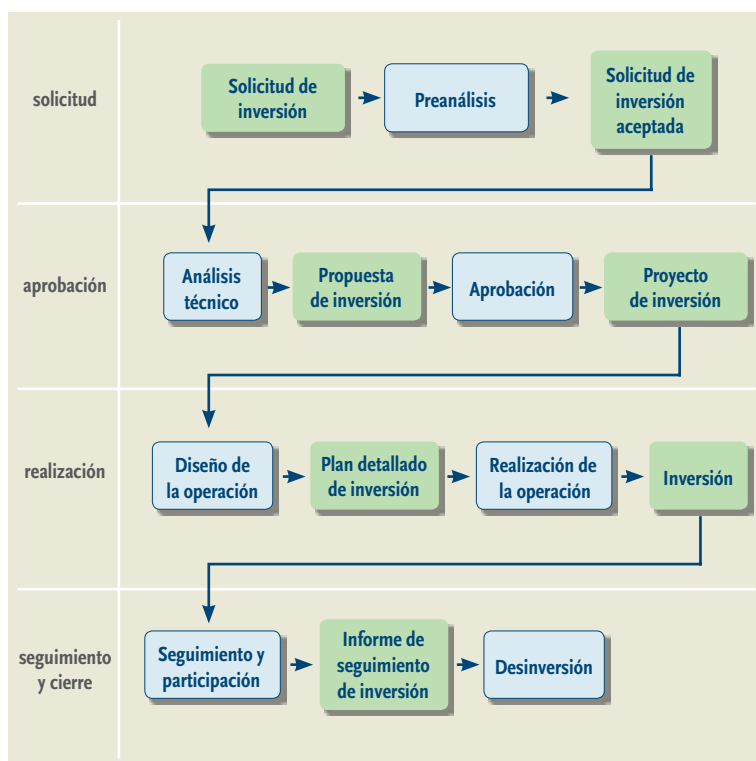 solicitud
Solicitud de
inversión
Preanálisis
Solicitud de
inversión
aceptada
aprobación
Análisis
técnico
Propuesta
de inversión
Aprobación
Proyecto
de inversión
realización
Diseño de
la operación
Plan detallado
de inversión
Realización de
la operación
Inversión
seguimiento
y cierre
Seguimiento y
participación
Informe de
seguimiento
de inversión
Desinversión